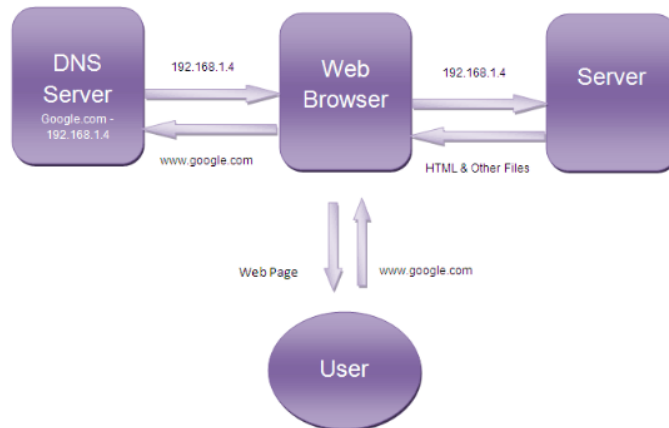 DNS
Server
Google.com -
192.168.1.4
192.168.1.4
www.google.com
Web
Browser
192.168.1.4
HTML & Other Files
Server
Web Page
www.google.com
User